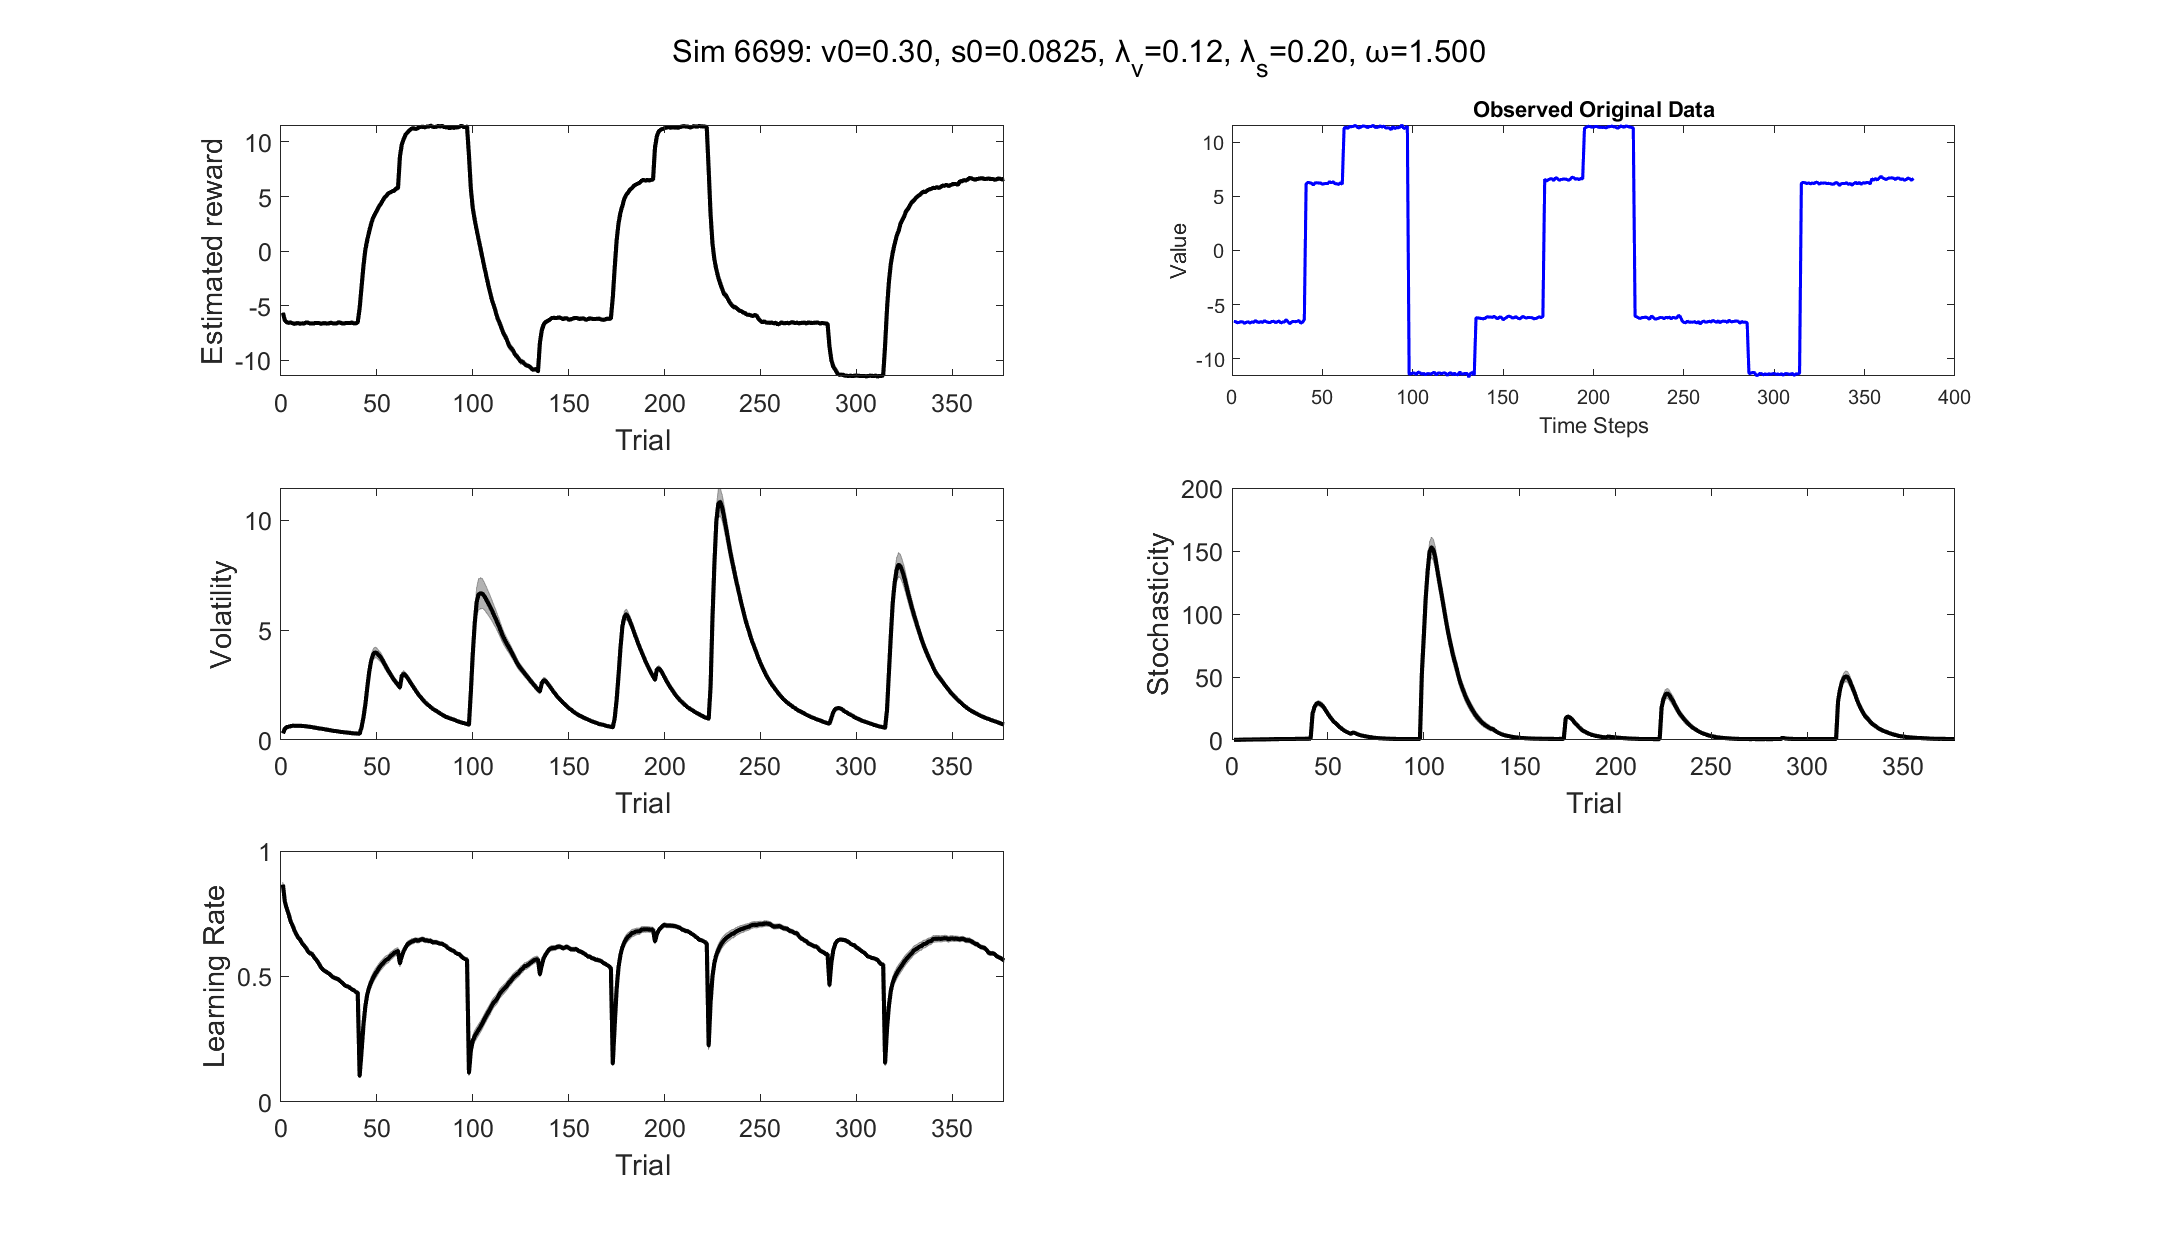 Sim 6699: v0=0.30, s0=0.0825, λv=0.12, λs=0.20, ω=1.500
Estimated reward
10
5
0
-5
-10
0 50 100 150 200 250 300 350
Trial
Observed Original Data
Value
10
5
0
-5
-10
0 50 100 150 200 250 300 350 400
Time Steps
Volatility
10
5
0
0 50 100 150 200 250 300 350
Trial
Stochasticity
200
150
100
50
0
0 50 100 150 200 250 300 350
Trial
Learning Rate
1
0.5
0
0 50 100 150 200 250 300 350
Trial